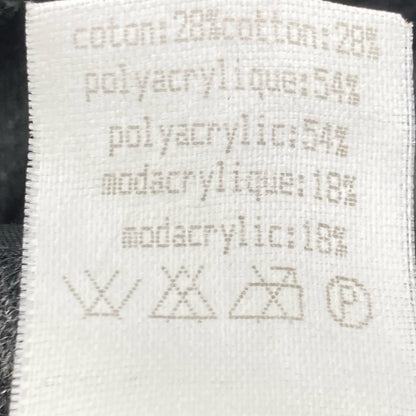 coton:28%cotton:28%
polyacrylique:54%
polyacrylic:54%
modacrylique:18%
modacrylic:18%
P